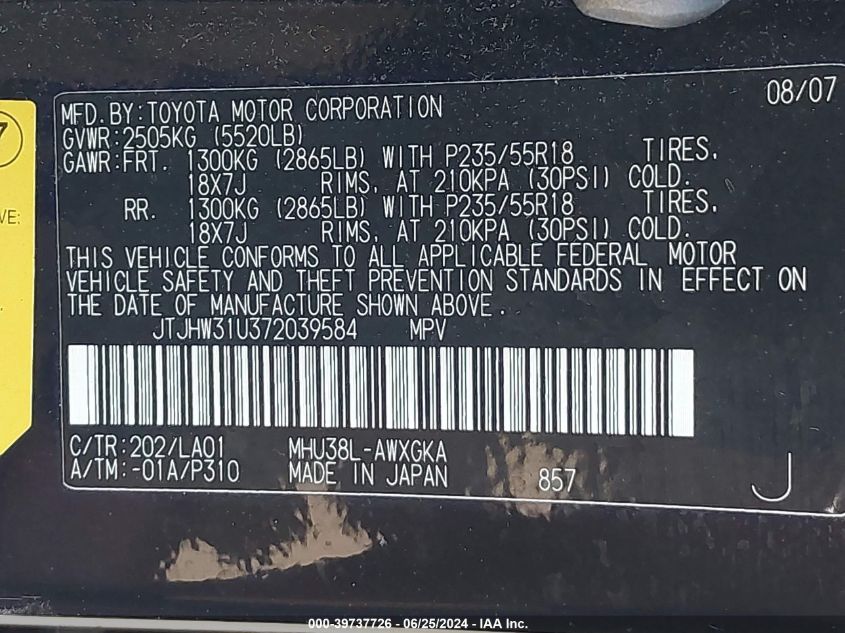 08/07
MFD.BY:TOYOTA MOTOR CORPORATION
GVWR:2505KG (5520LB)
GAWR:FRT. 1300KG (2865LB) WITH P235/55R18 TIRES,
18X7J RIMS, AT 210KPA (30PSI) COLD.
RR. 1300KG (2865LB) WITH P235/55R18 TIRES,
18X7J RIMS, AT 210KPA (30PSI) COLD.
THIS VEHICLE CONFORMS TO ALL APPLICABLE FEDERAL MOTOR
VEHICLE SAFETY AND THEFT PREVENTION STANDARDS IN EFFECT ON
THE DATE OF MANUFACTURE SHOWN ABOVE.
JTJHW31U372039584 MPV
C/TR:202/LA01 MHU38L-AWXGKA
A/TM:-01A/P310 MADE IN JAPAN 857 J
7
VE:
000-39737726 - 06/25/2024 - IAA Inc.